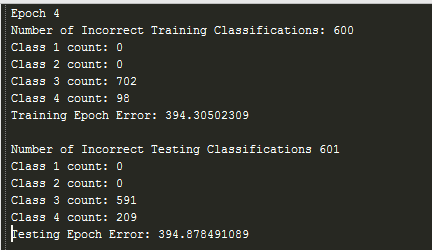 Epoch 4
Number of Incorrect Training Classifications: 600
Class 1 count: 0
Class 2 count: 0
Class 3 count: 702
Class 4 count: 98
Training Epoch Error: 394.30502309
Number of Incorrect Testing Classifications 601
Class 1 count: 0
Class 2 count: 0
Class 3 count: 591
Class 4 count: 209
Testing Epoch Error: 394.878491089